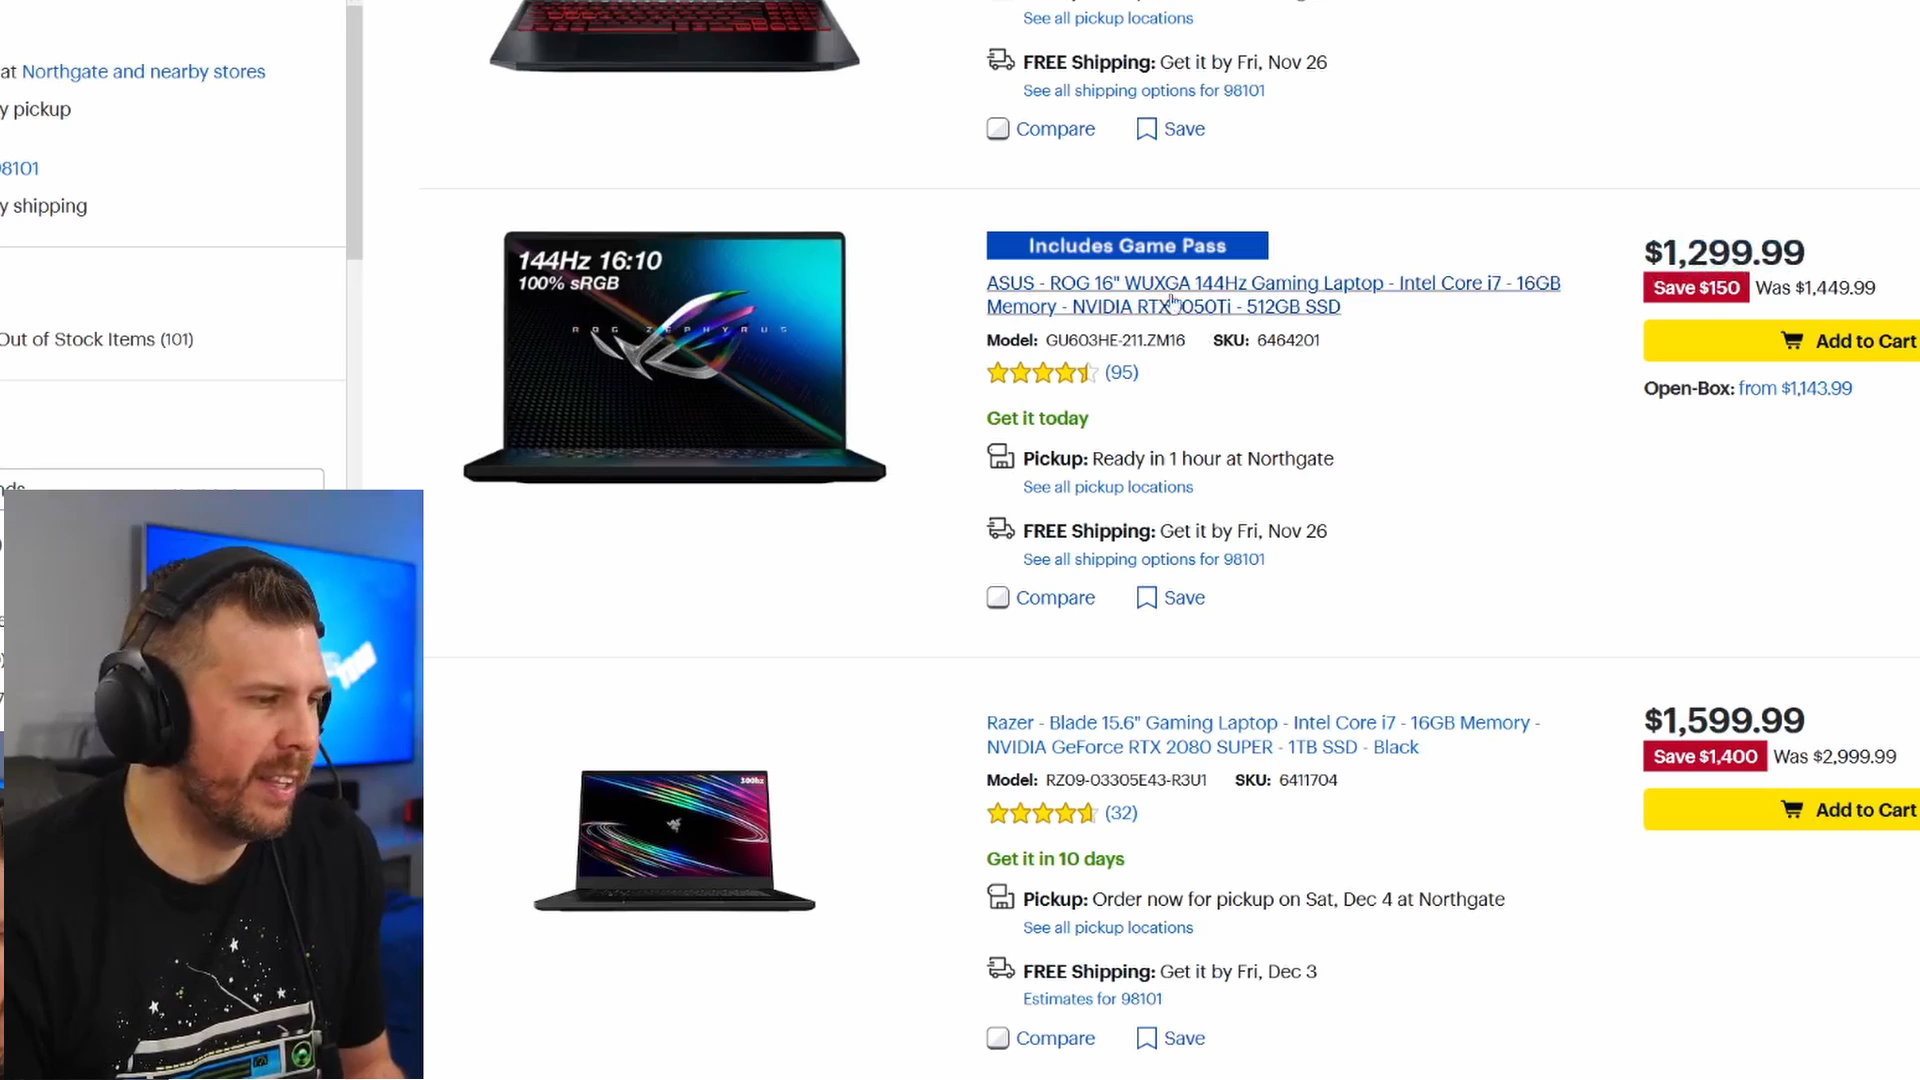 See all pickup locations
FREE Shipping: Get it by Fri, Nov 26
See all shipping options for 98101
Compare
Save
at Northgate and nearby stores
y pickup
98101
y shipping
Out of Stock Items (101)
144Hz 16:10
100% sRGB
ROG ZEPHYRUS
Includes Game Pass
ASUS - ROG 16" WUXGA 144Hz Gaming Laptop - Intel Core i7 - 16GB
Memory - NVIDIA RTX 050Ti - 512GB SSD
Model: GU603HE-211.ZM16 SKU: 6464201
(95)
Get it today
Pickup: Ready in 1 hour at Northgate
See all pickup locations
FREE Shipping: Get it by Fri, Nov 26
See all shipping options for 98101
Compare
Save
$1,299.99
Save $150 Was $1,449.99
Add to Cart
Open-Box: from $1,143.99
300hz
Razer - Blade 15.6" Gaming Laptop - Intel Core i7 - 16GB Memory -
NVIDIA GeForce RTX 2080 SUPER - 1TB SSD - Black
Model: RZ09-03305E43-R3U1 SKU: 6411704
(32)
Get it in 10 days
Pickup: Order now for pickup on Sat, Dec 4 at Northgate
See all pickup locations
FREE Shipping: Get it by Fri, Dec 3
Estimates for 98101
Compare
Save
$1,599.99
Save $1,400 Was $2,999.99
Add to Cart